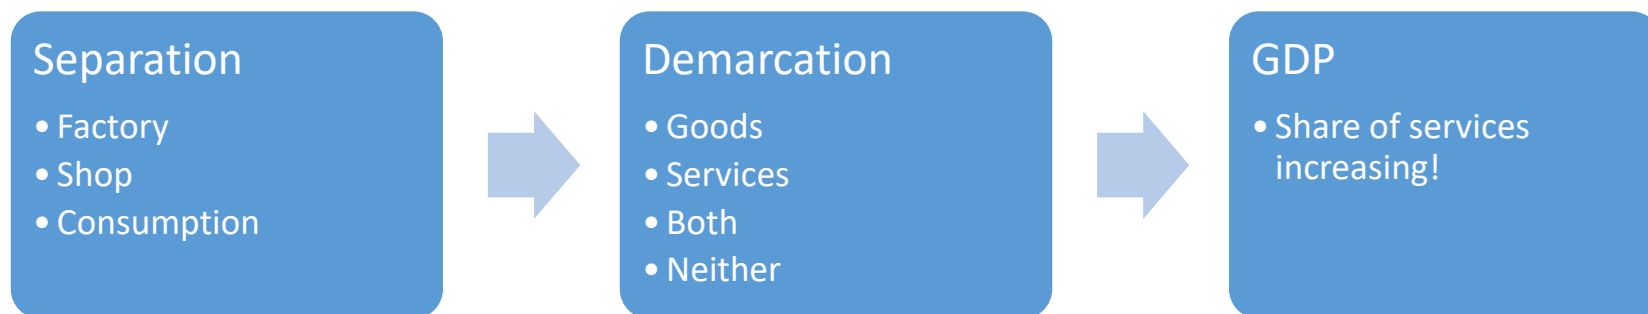 Separation
• Factory
• Shop
• Consumption
Demarcation
• Goods
• Services
• Both
• Neither
GDP
• Share of services
increasing!